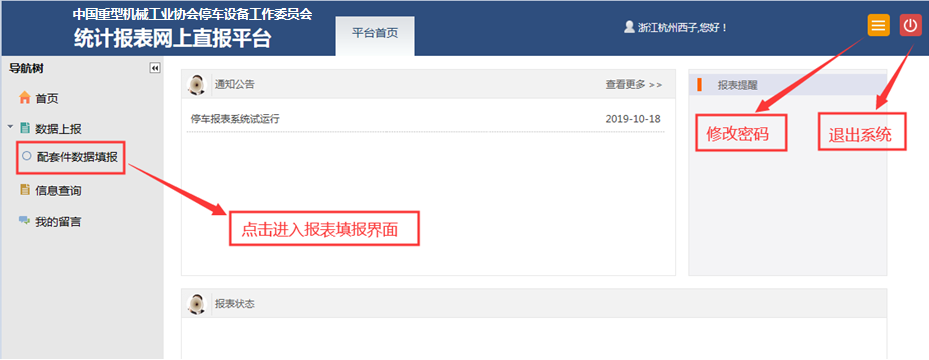 中国重型机械工业协会停车设备工作委员会
统计报表网上直报平台
平台首页
浙江杭州西子,您好！
导航树
首页
数据上报
配套件数据填报
信息查询
我的留言
通知公告
查看更多 >>
停车报表系统试运行
2019-10-18
报表提醒
修改密码
退出系统
点击进入报表填报界面
报表状态